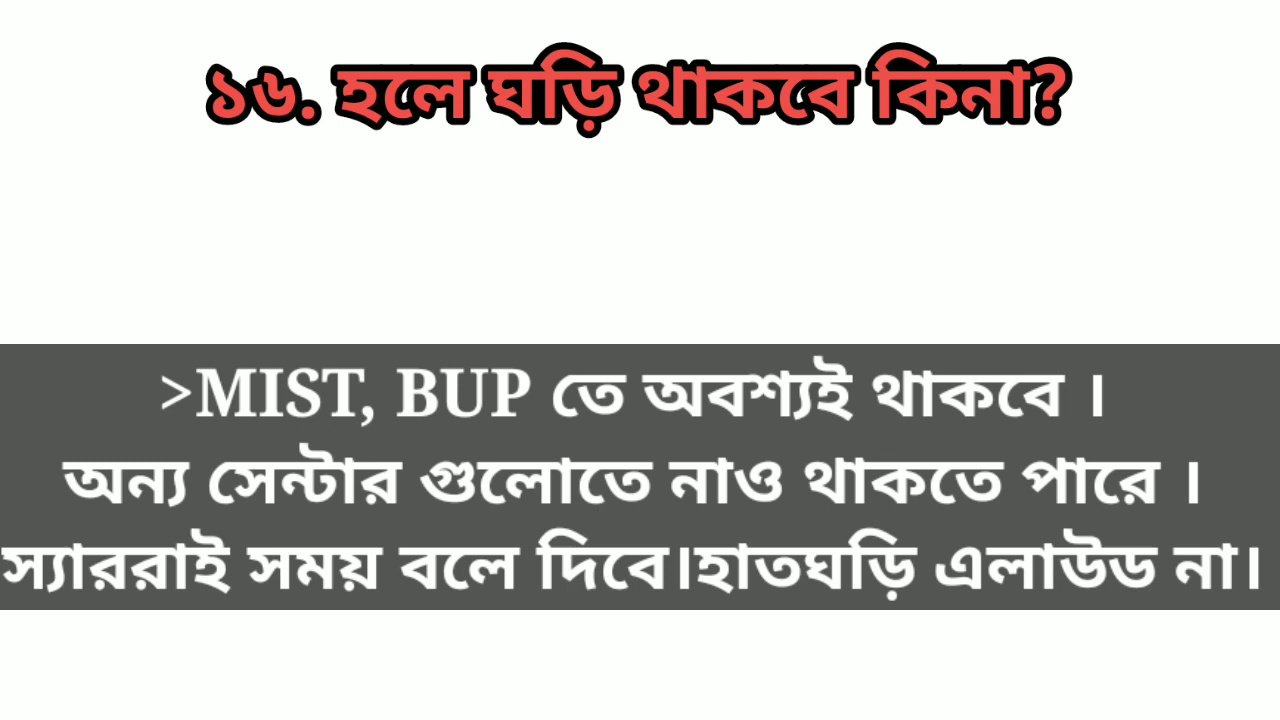 ১৬. হলে ঘড়ি থাকবে কিনা?
>MIST, BUP তে অবশ্যই থাকবে ।
অন্য সেন্টার গুলোতে নাও থাকতে পারে ।
স্যাররাই সময় বলে দিবে।হাতঘড়ি এলাউড না।